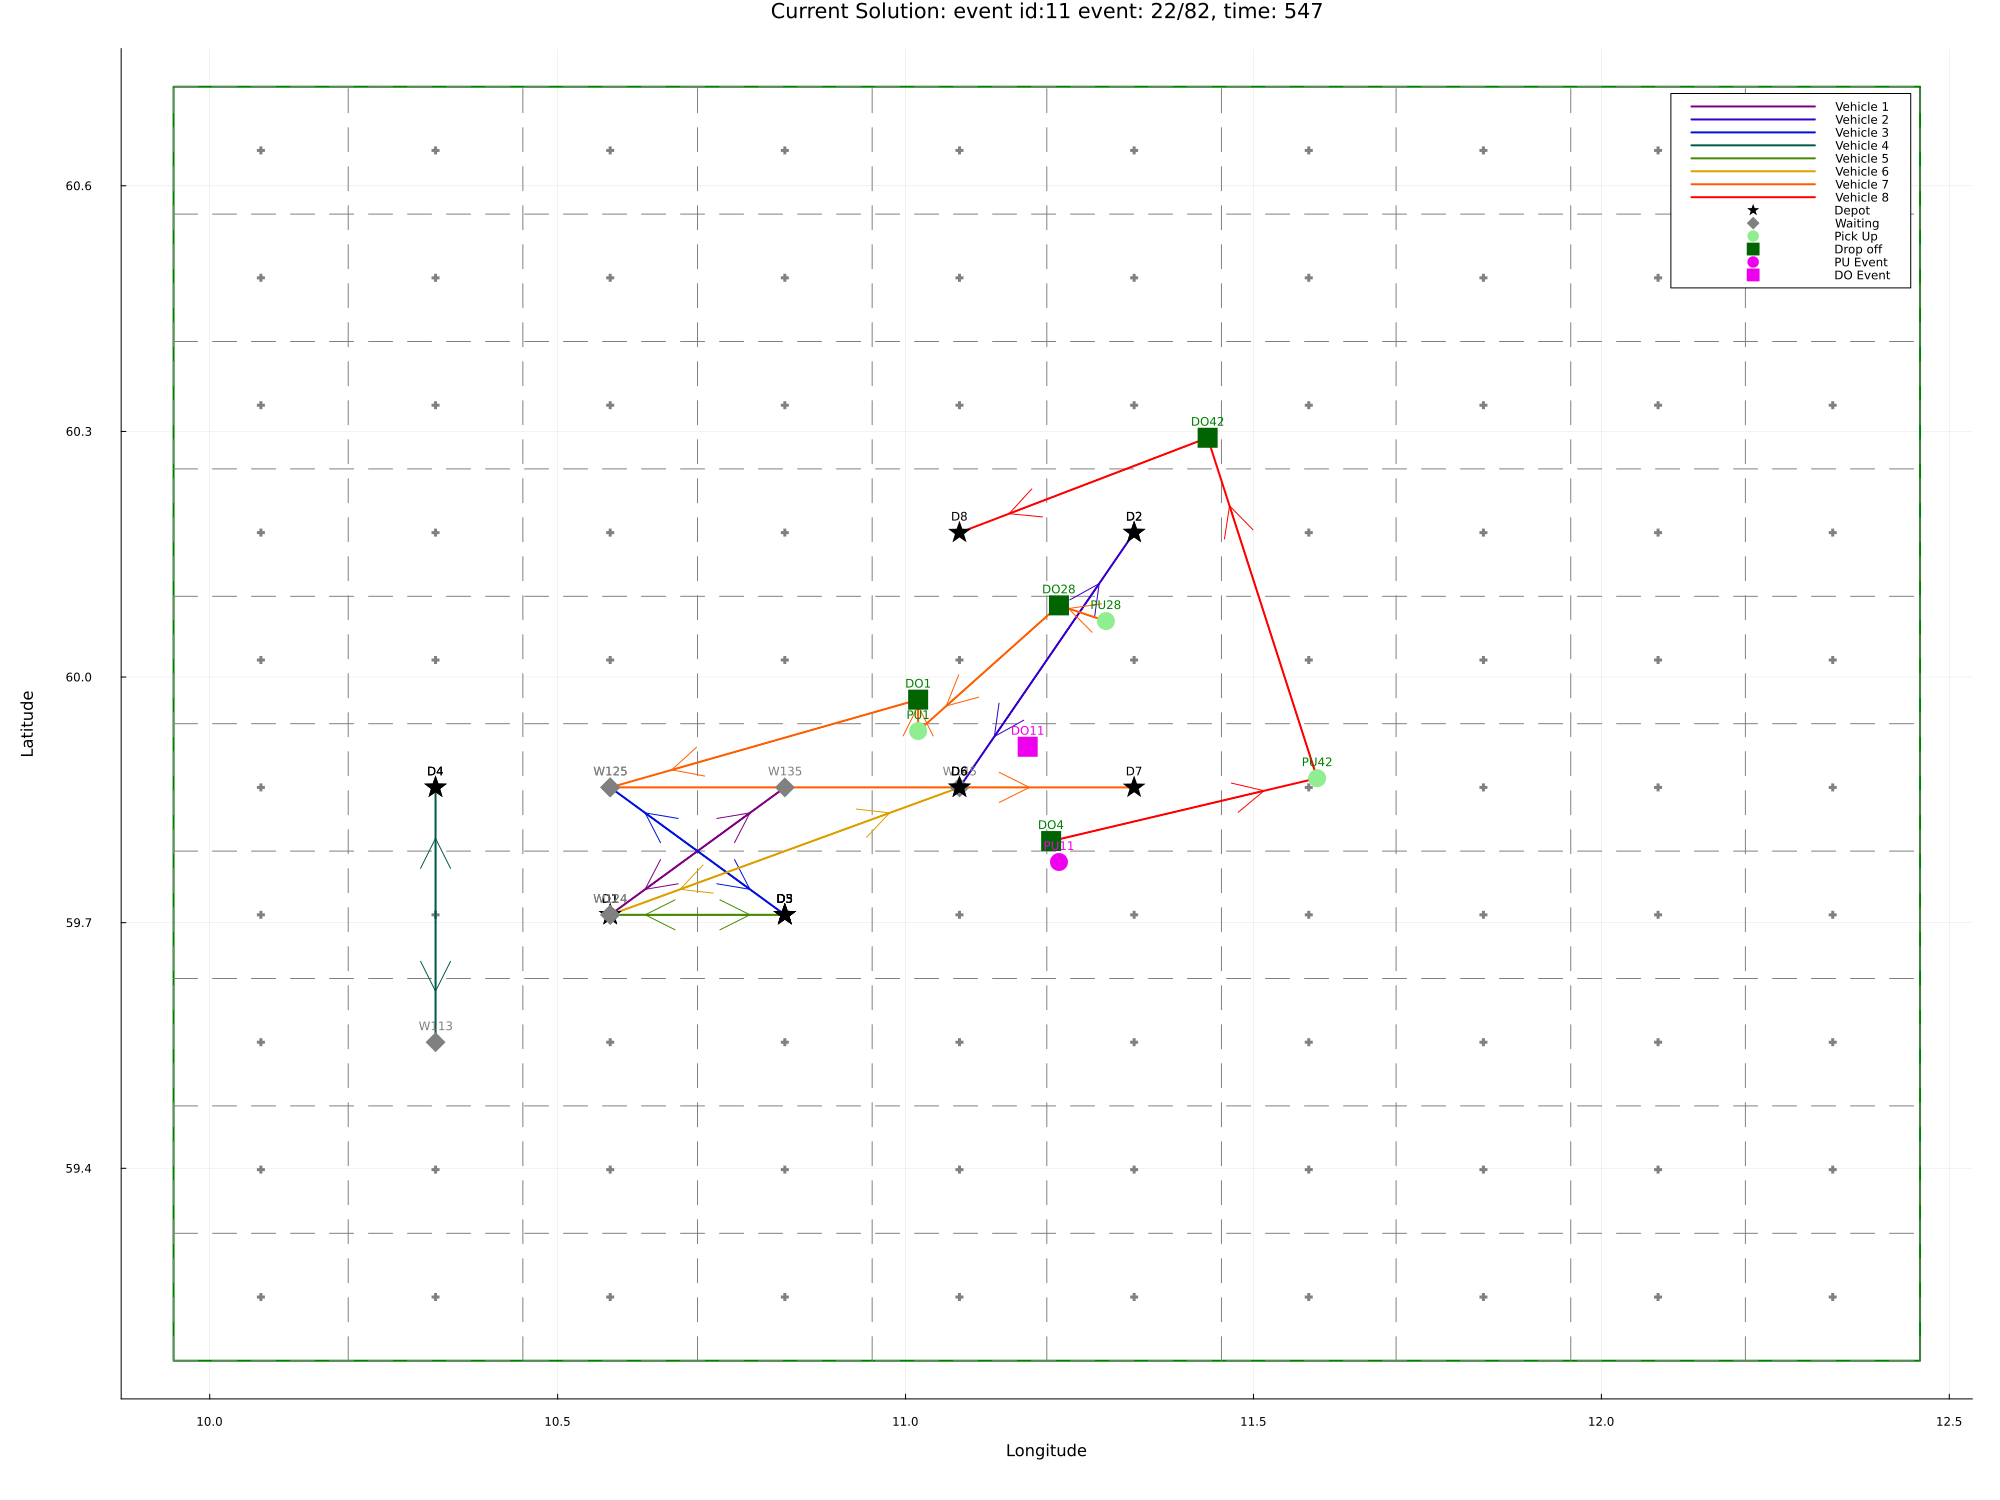 Current Solution: event id:11 event: 22/82, time: 547
Vehicle 1
Vehicle 2
Vehicle 3
Vehicle 4
Vehicle 5
Vehicle 6
Vehicle 7
Vehicle 8
Depot
Waiting
Pick Up
Drop off
PU Event
DO Event
60.6
60.3
60.0
59.7
59.4
Latitude
DO42
D8
D2
DO28
PU28
DO1
PU1
DO11
D4
W125
W135
D6
D7
PU42
DO4
PU11
W113
10.0
10.5
11.0
11.5
12.0
12.5
Longitude